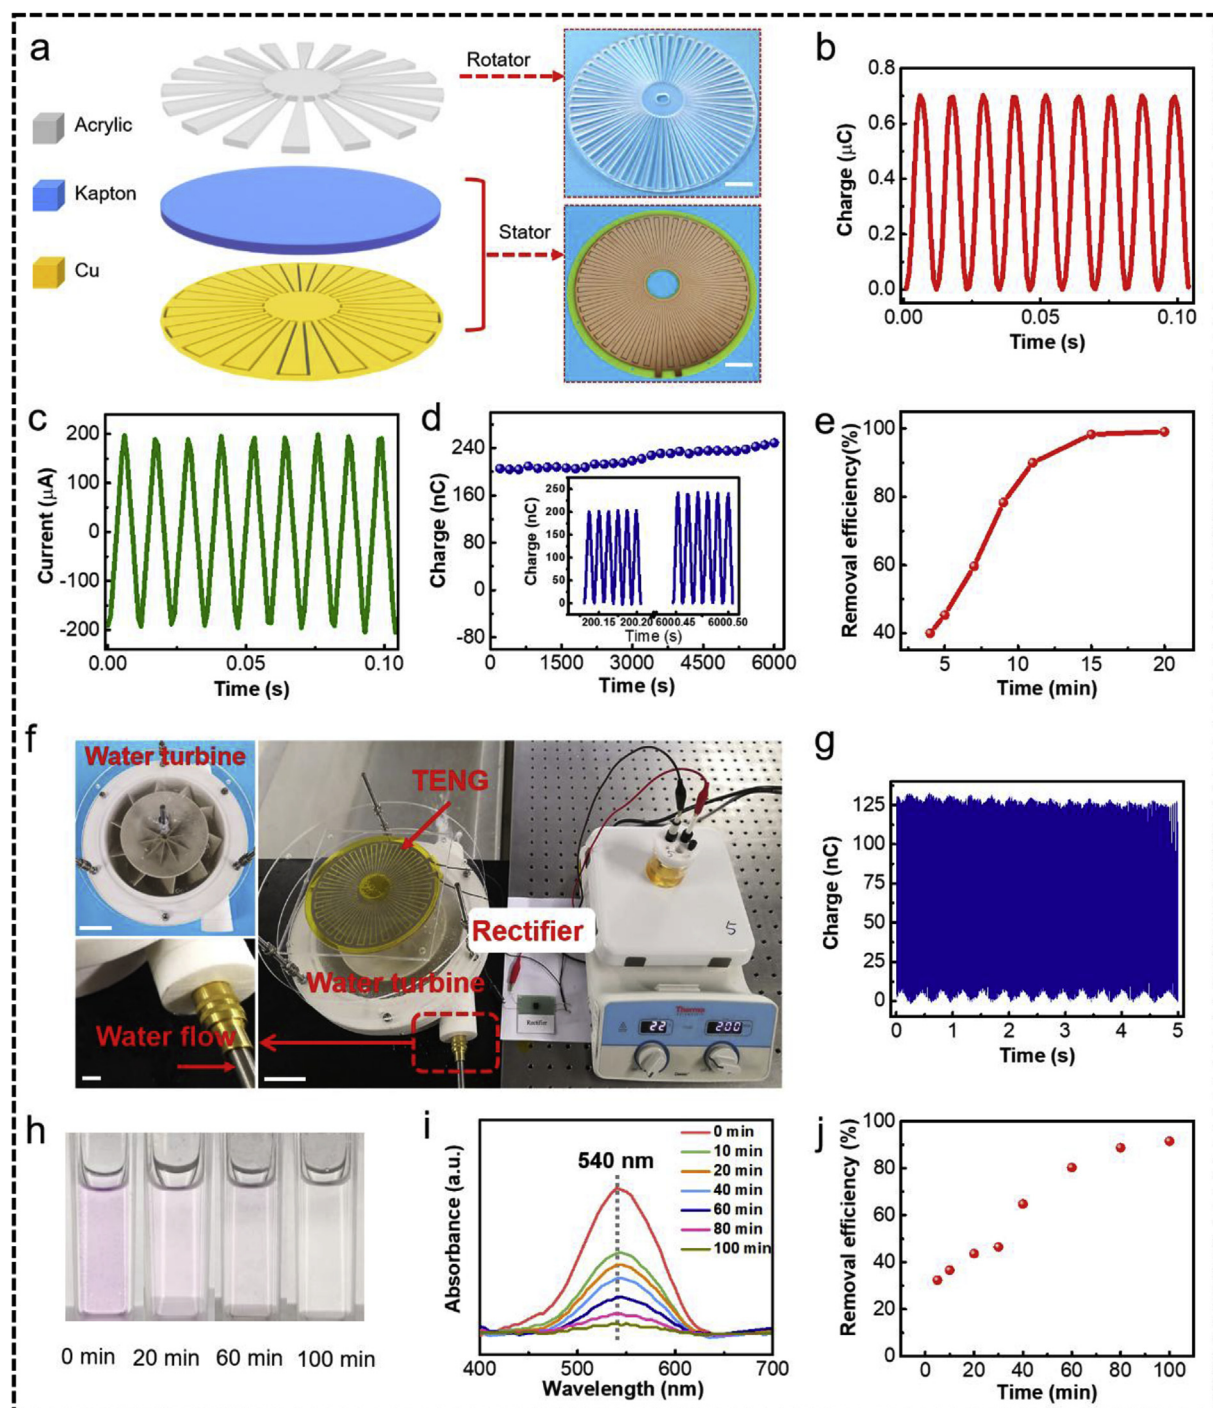 a
Acrylic
Kapton
Cu
Rotator
Stator
b
Charge (μC)
0.8
0.6
0.4
0.2
0.0
0.00 0.05 0.10
Time (s)
c
Current (μA)
200
100
0
-100
-200
0.00 0.05 0.10
Time (s)
d
Charge (nC)
240
160
80
0
-80
0 1500 3000 4500 6000
Time (s)
Charge (nC)
250
200
150
100
50
0
200.15 200.20 6000.45 6000.50
Time (s)
e
Removal efficiency(%)
100
80
60
40
5 10 15 20
Time (min)
f
Water turbine
Water flow
TENG
Rectifier
Water turbine
Rectifier
5
Thermo
22 200
g
Charge (nC)
125
100
75
50
25
0
0 1 2 3 4 5
Time (s)
h
0 min 20 min 60 min 100 min
i
Absorbance (a.u.)
540 nm
0 min
10 min
20 min
40 min
60 min
80 min
100 min
400 500 600 700
Wavelength (nm)
j
Removal efficiency (%)
100
80
60
40
20
0
0 20 40 60 80 100
Time (min)